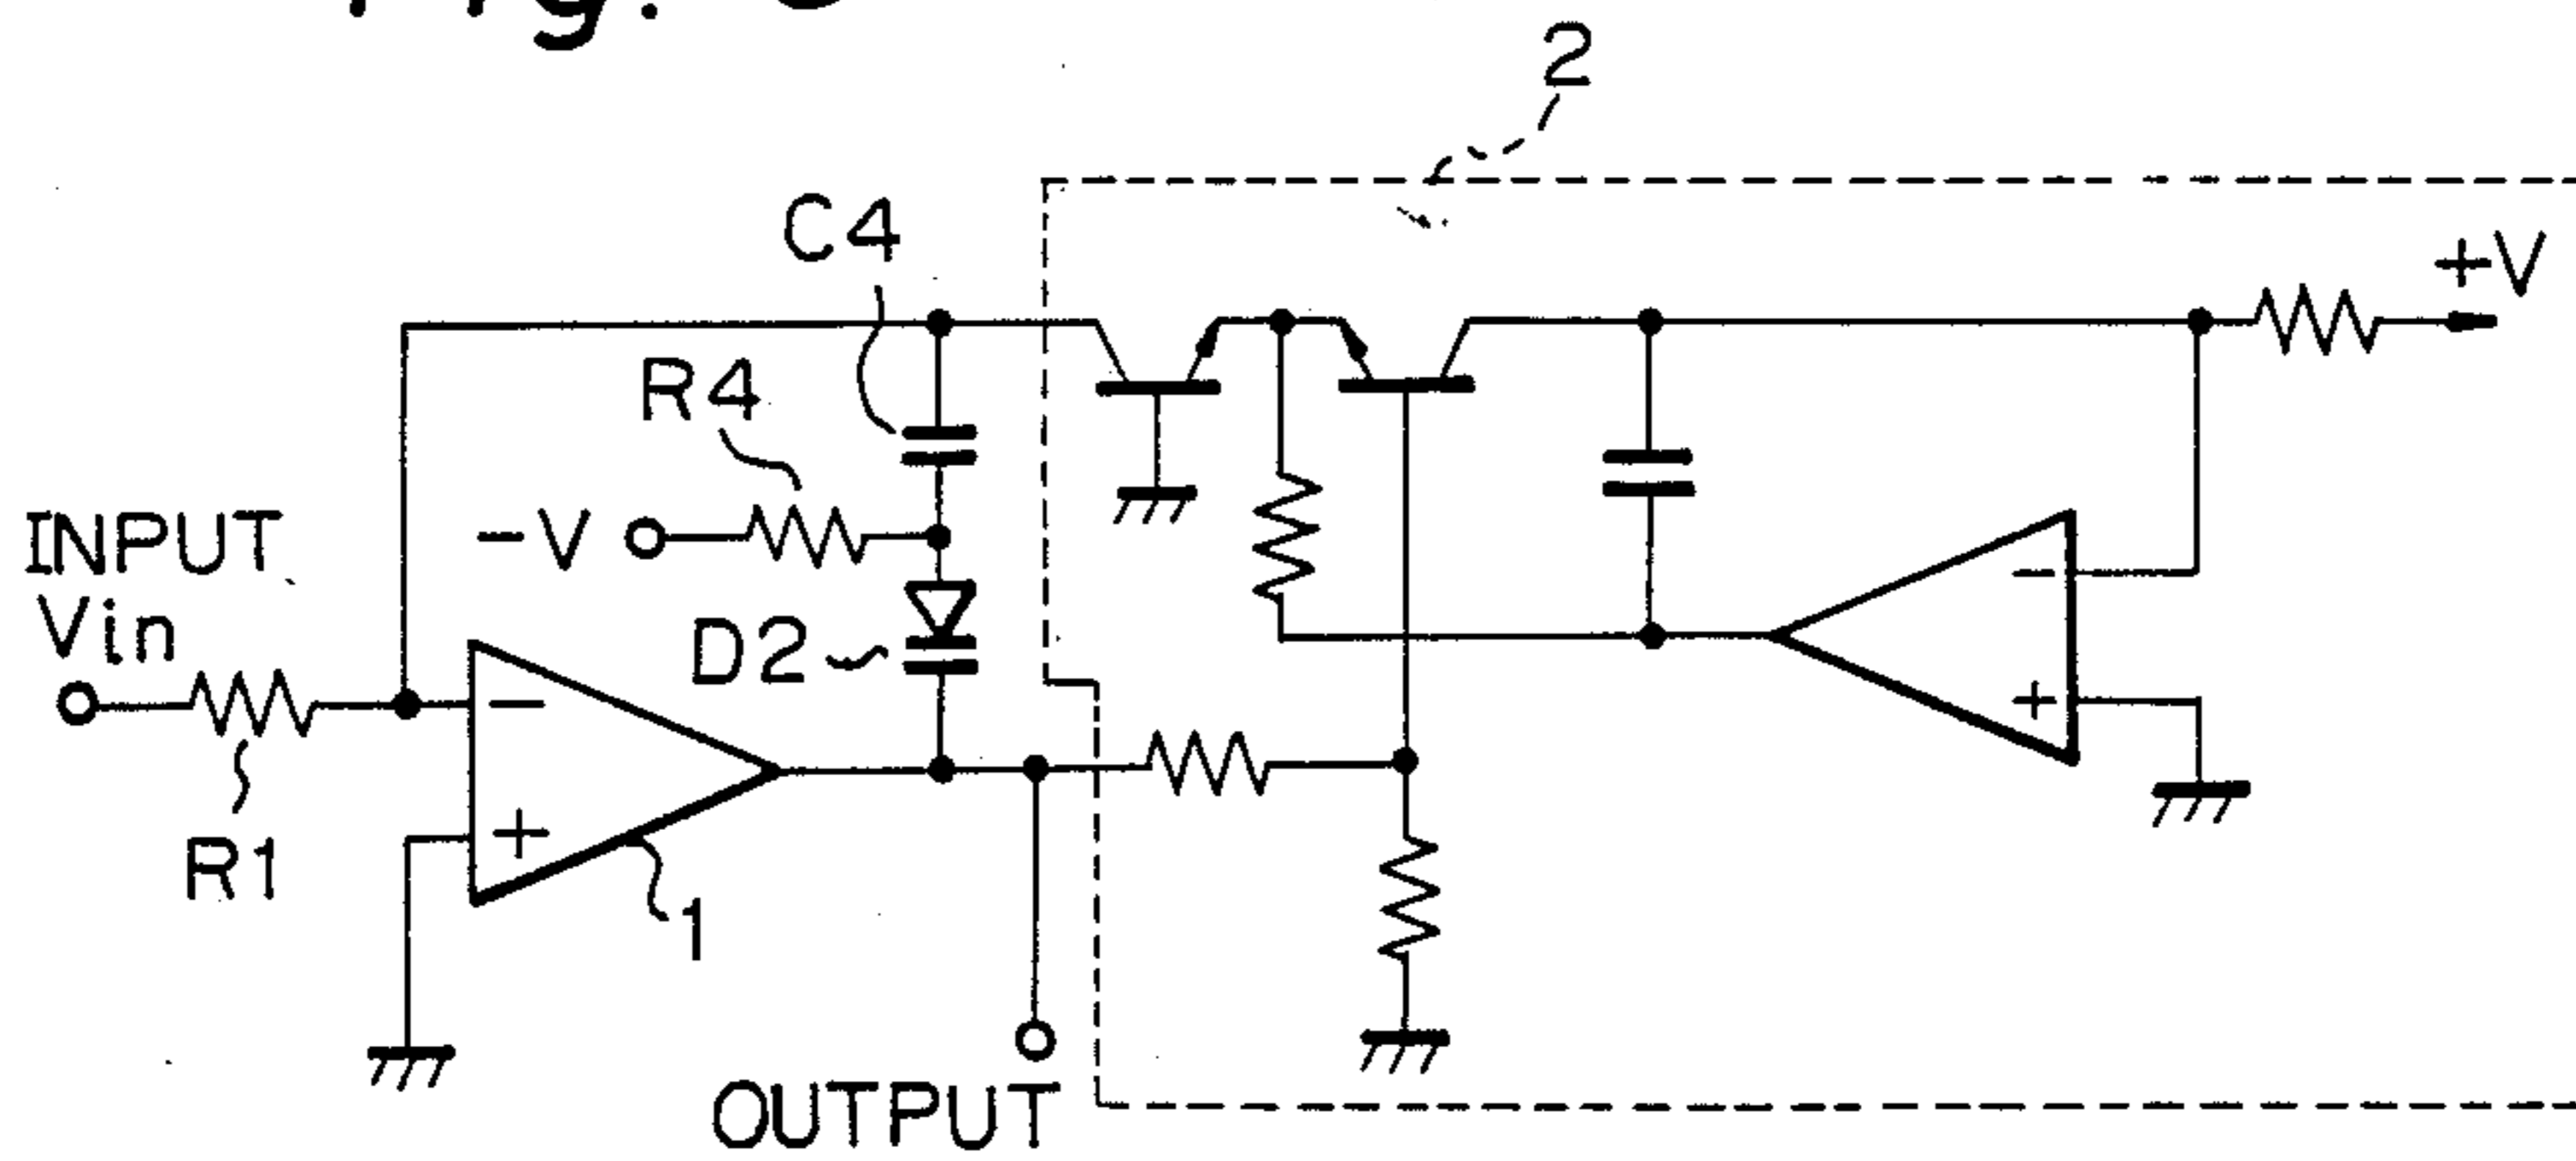 2
C4
+V
R4
-V
INPUT
Vin
D2
-
+
-
+
R1
1
OUTPUT